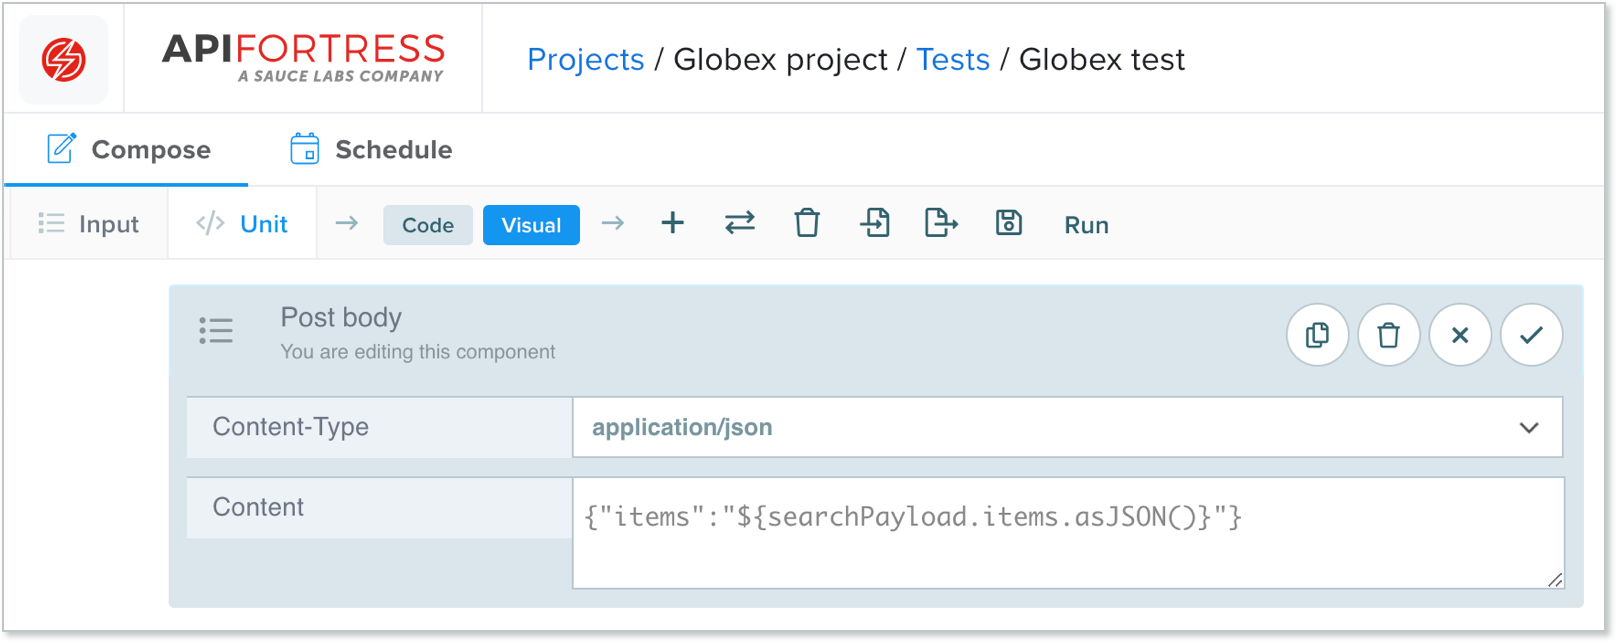 APIFORTRESS
A SAUCE LABS COMPANY
Projects / Globex project / Tests / Globex test
Compose
Schedule
Input
</> Unit
Code
Visual
Run
Post body
You are editing this component
Content-Type
application/json
Content
{"items":"${searchPayload.items.asJSON()}"}